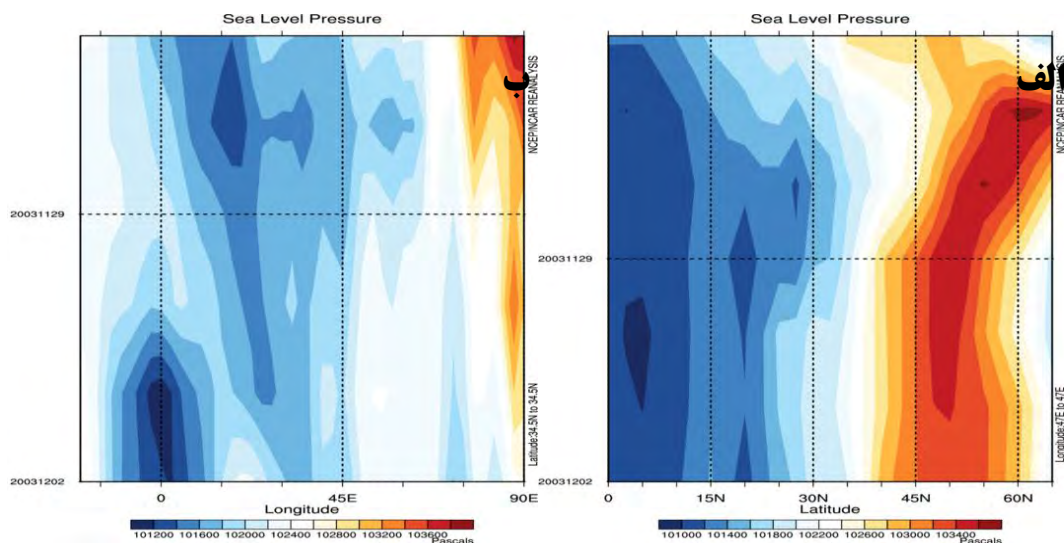 Sea Level Pressure
ب
NCEP/NCAR REANALYSIS
20031129
Latitude:34.5N to 34.5N
20031202
0 45E 90E
Longitude
101200 101600 102000 102400 102800 103200 103600
Pascals
Sea Level Pressure
الف
NCEP/NCAR REANALYSIS
20031129
Longitude:47E to 47E
20031202
0 15N 30N 45N 60N
Latitude
101000 101400 101800 102200 102600 103000 103400
Pascals